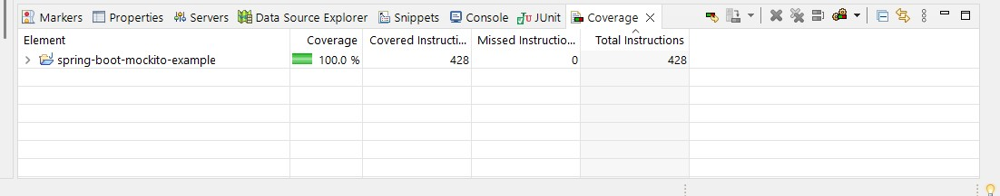 Markers Properties Servers Data Source Explorer Snippets Console JUnit Coverage
Element Coverage Covered Instructi... Missed Instructio... Total Instructions
spring-boot-mockito-example 100.0 % 428 0 428